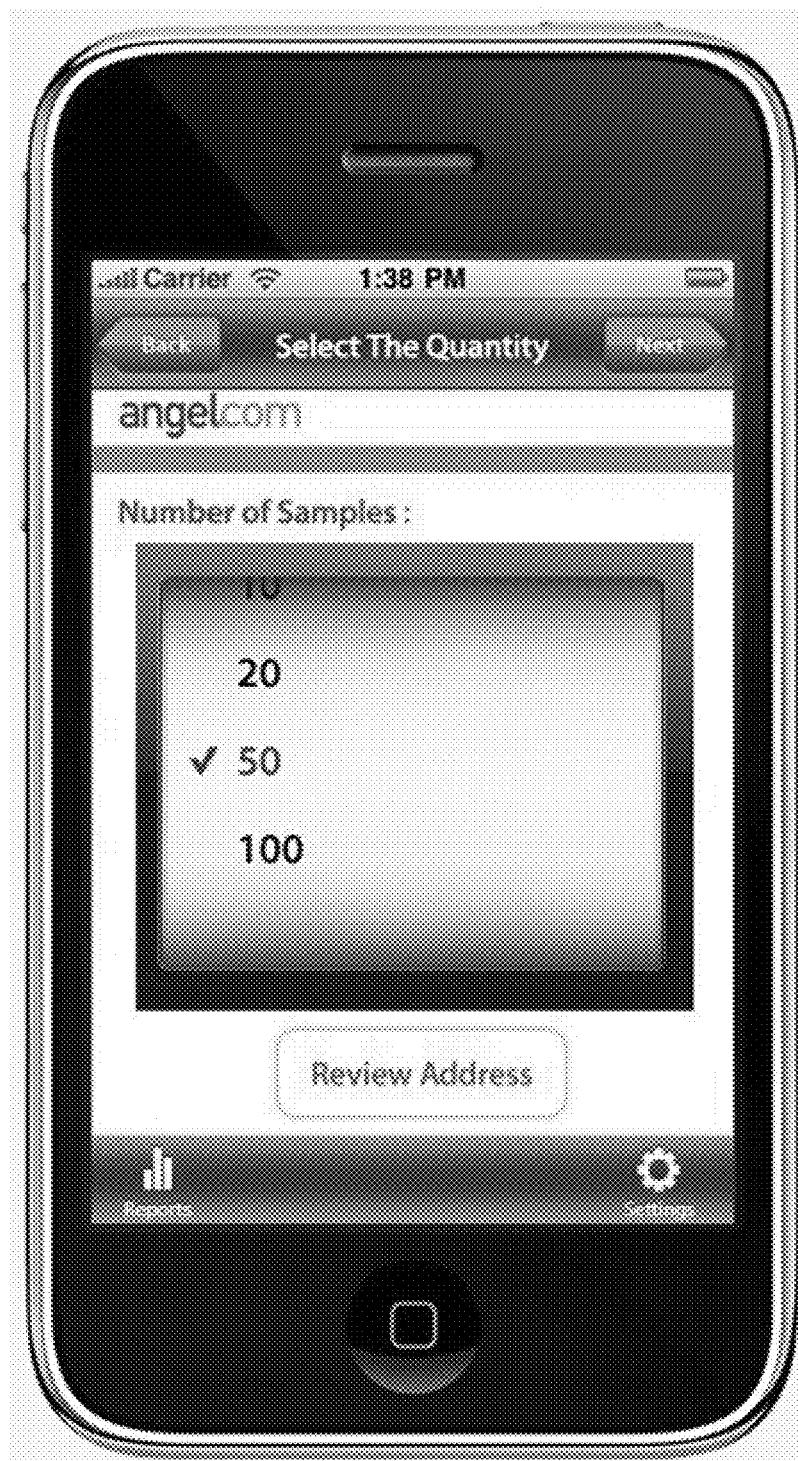 Carrier 1:38 PM
Back Select The Quantity Next
angel.com
Number of Samples :
10
20
✓ 50
100
Review Address
Reports Settings